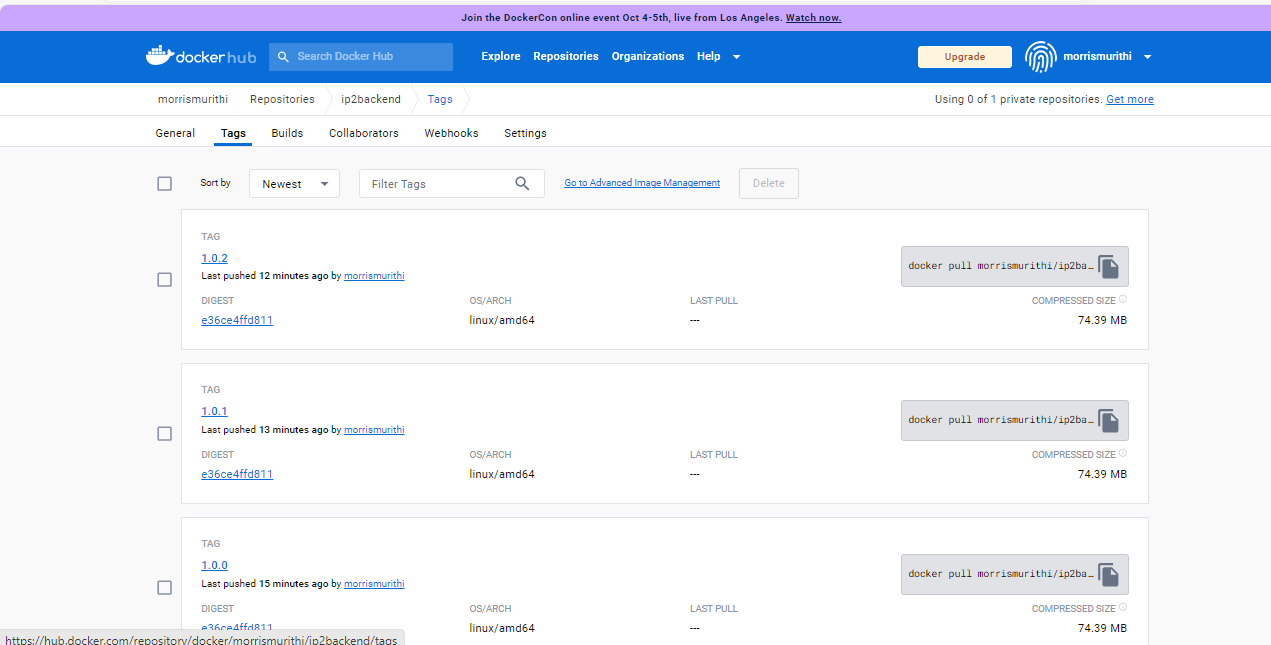 Join the DockerCon online event Oct 4-5th, live from Los Angeles. Watch now.
docker hub Search Docker Hub Explore Repositories Organizations Help Upgrade morrismurithi
morrismurithi Repositories ip2backend Tags Using 0 of 1 private repositories. Get more
General Tags Builds Collaborators Webhooks Settings
Sort by Newest Filter Tags Go to Advanced Image Management Delete
TAG
1.0.2
Last pushed 12 minutes ago by morrismurithi
docker pull morrismurithi/ip2ba…
DIGEST OS/ARCH LAST PULL COMPRESSED SIZE
e36ce4ffd811 linux/amd64 --- 74.39 MB
TAG
1.0.1
Last pushed 13 minutes ago by morrismurithi
docker pull morrismurithi/ip2ba…
DIGEST OS/ARCH LAST PULL COMPRESSED SIZE
e36ce4ffd811 linux/amd64 --- 74.39 MB
TAG
1.0.0
Last pushed 15 minutes ago by morrismurithi
docker pull morrismurithi/ip2ba…
DIGEST OS/ARCH LAST PULL COMPRESSED SIZE
e36ce4ffd811 linux/amd64 --- 74.39 MB
https://hub.docker.com/repository/docker/morrismurithi/ip2backend/tags